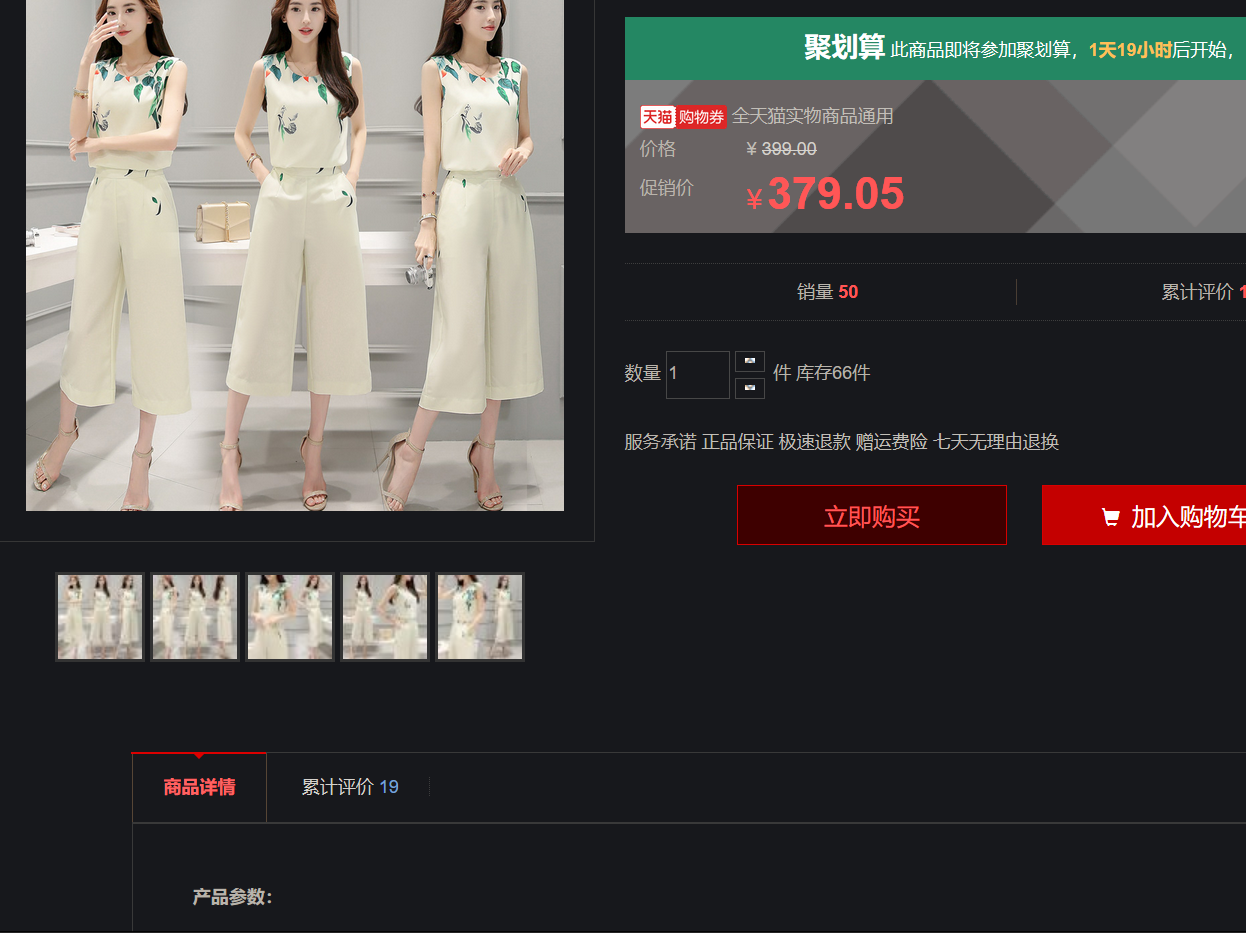 聚划算 此商品即将参加聚划算，1天19小时后开始，
天猫 购物券 全天猫实物商品通用
价格 ¥ 399.00
促销价 ¥ 379.05
销量 50
累计评价 1
数量 1 件 库存66件
服务承诺 正品保证 极速退款 赠运费险 七天无理由退换
立即购买
加入购物车
商品详情
累计评价 19
产品参数：